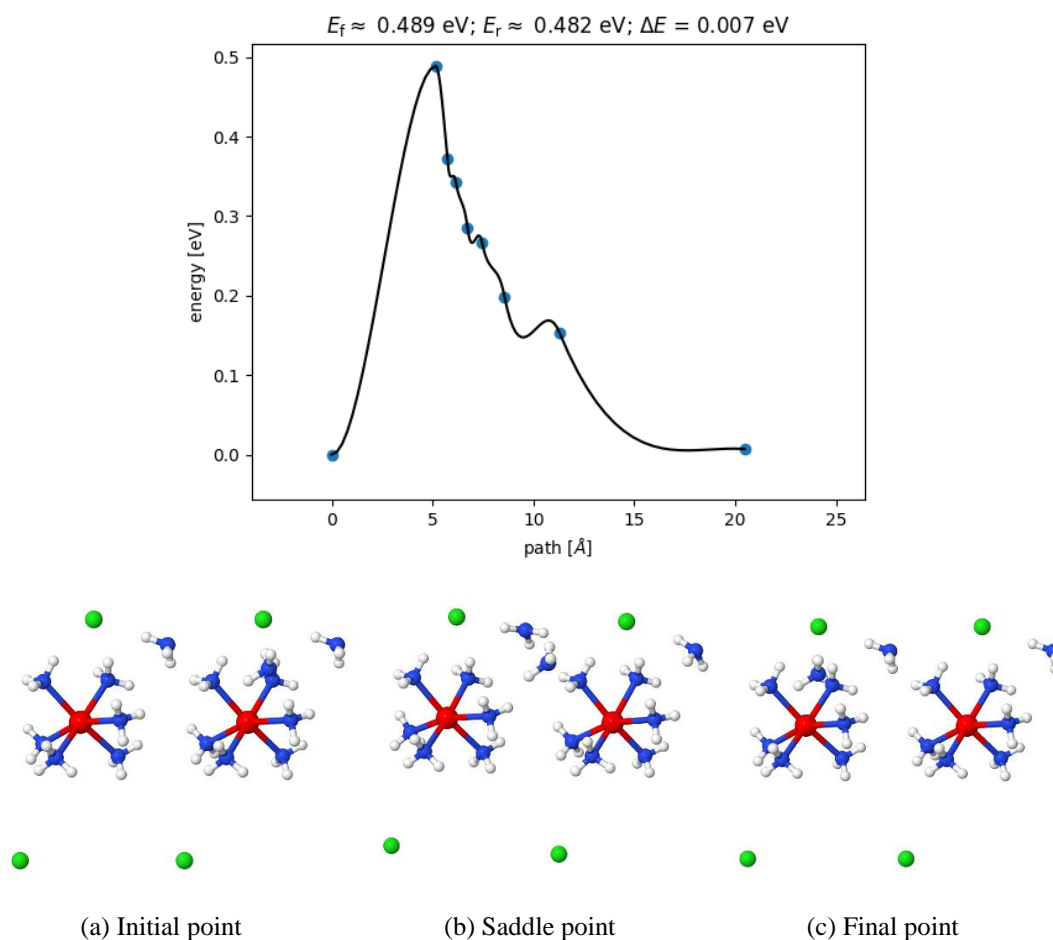 E_f ≈ 0.489 eV; E_r ≈ 0.482 eV; ΔE = 0.007 eV
0.5
0.4
0.3
0.2
0.1
0.0
energy [eV]
0 5 10 15 20 25
path [Å]
(a) Initial point (b) Saddle point (c) Final point